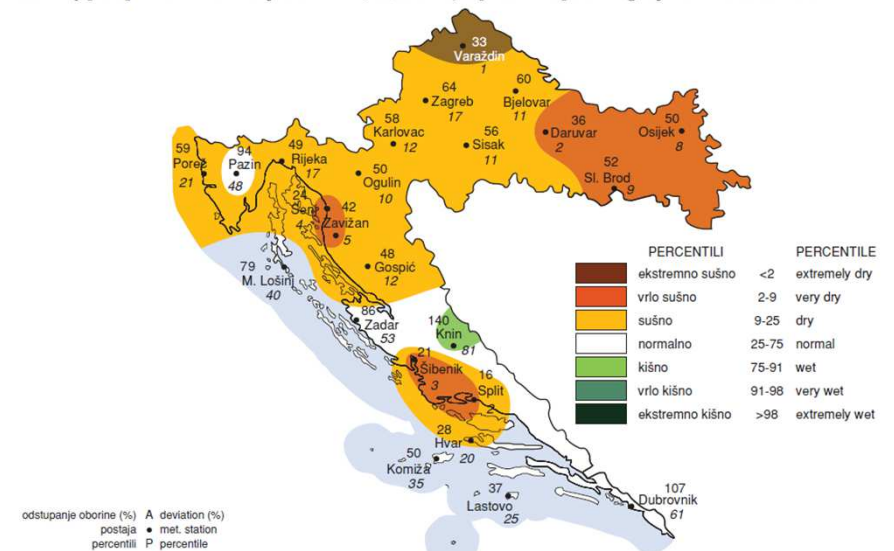 33
Varaždin
1
64
Zagreb
17
60
Bjelovar
11
58
Karlovac
12
56
Sisak
11
36
Daruvar
2
50
Osijek
8
52
Sl. Brod
9
59
Poreč
21
94
Pazin
48
49
Rijeka
17
50
Ogulin
10
24
Senj
4
42
Zavižan
5
48
Gospić
12
79
M. Lošinj
40
86
Zadar
53
140
Knin
81
21
Šibenik
3
16
Split
2
28
Hvar
20
50
Komiža
35
37
Lastovo
25
107
Dubrovnik
61
PERCENTILI PERCENTILE
ekstremno sušno <2 extremely dry
vrlo sušno 2-9 very dry
sušno 9-25 dry
normalno 25-75 normal
kišno 75-91 wet
vrlo kišno 91-98 very wet
ekstremno kišno >98 extremely wet
odstupanje oborine (%) A deviation (%)
postaja • met. station
percentili P percentile